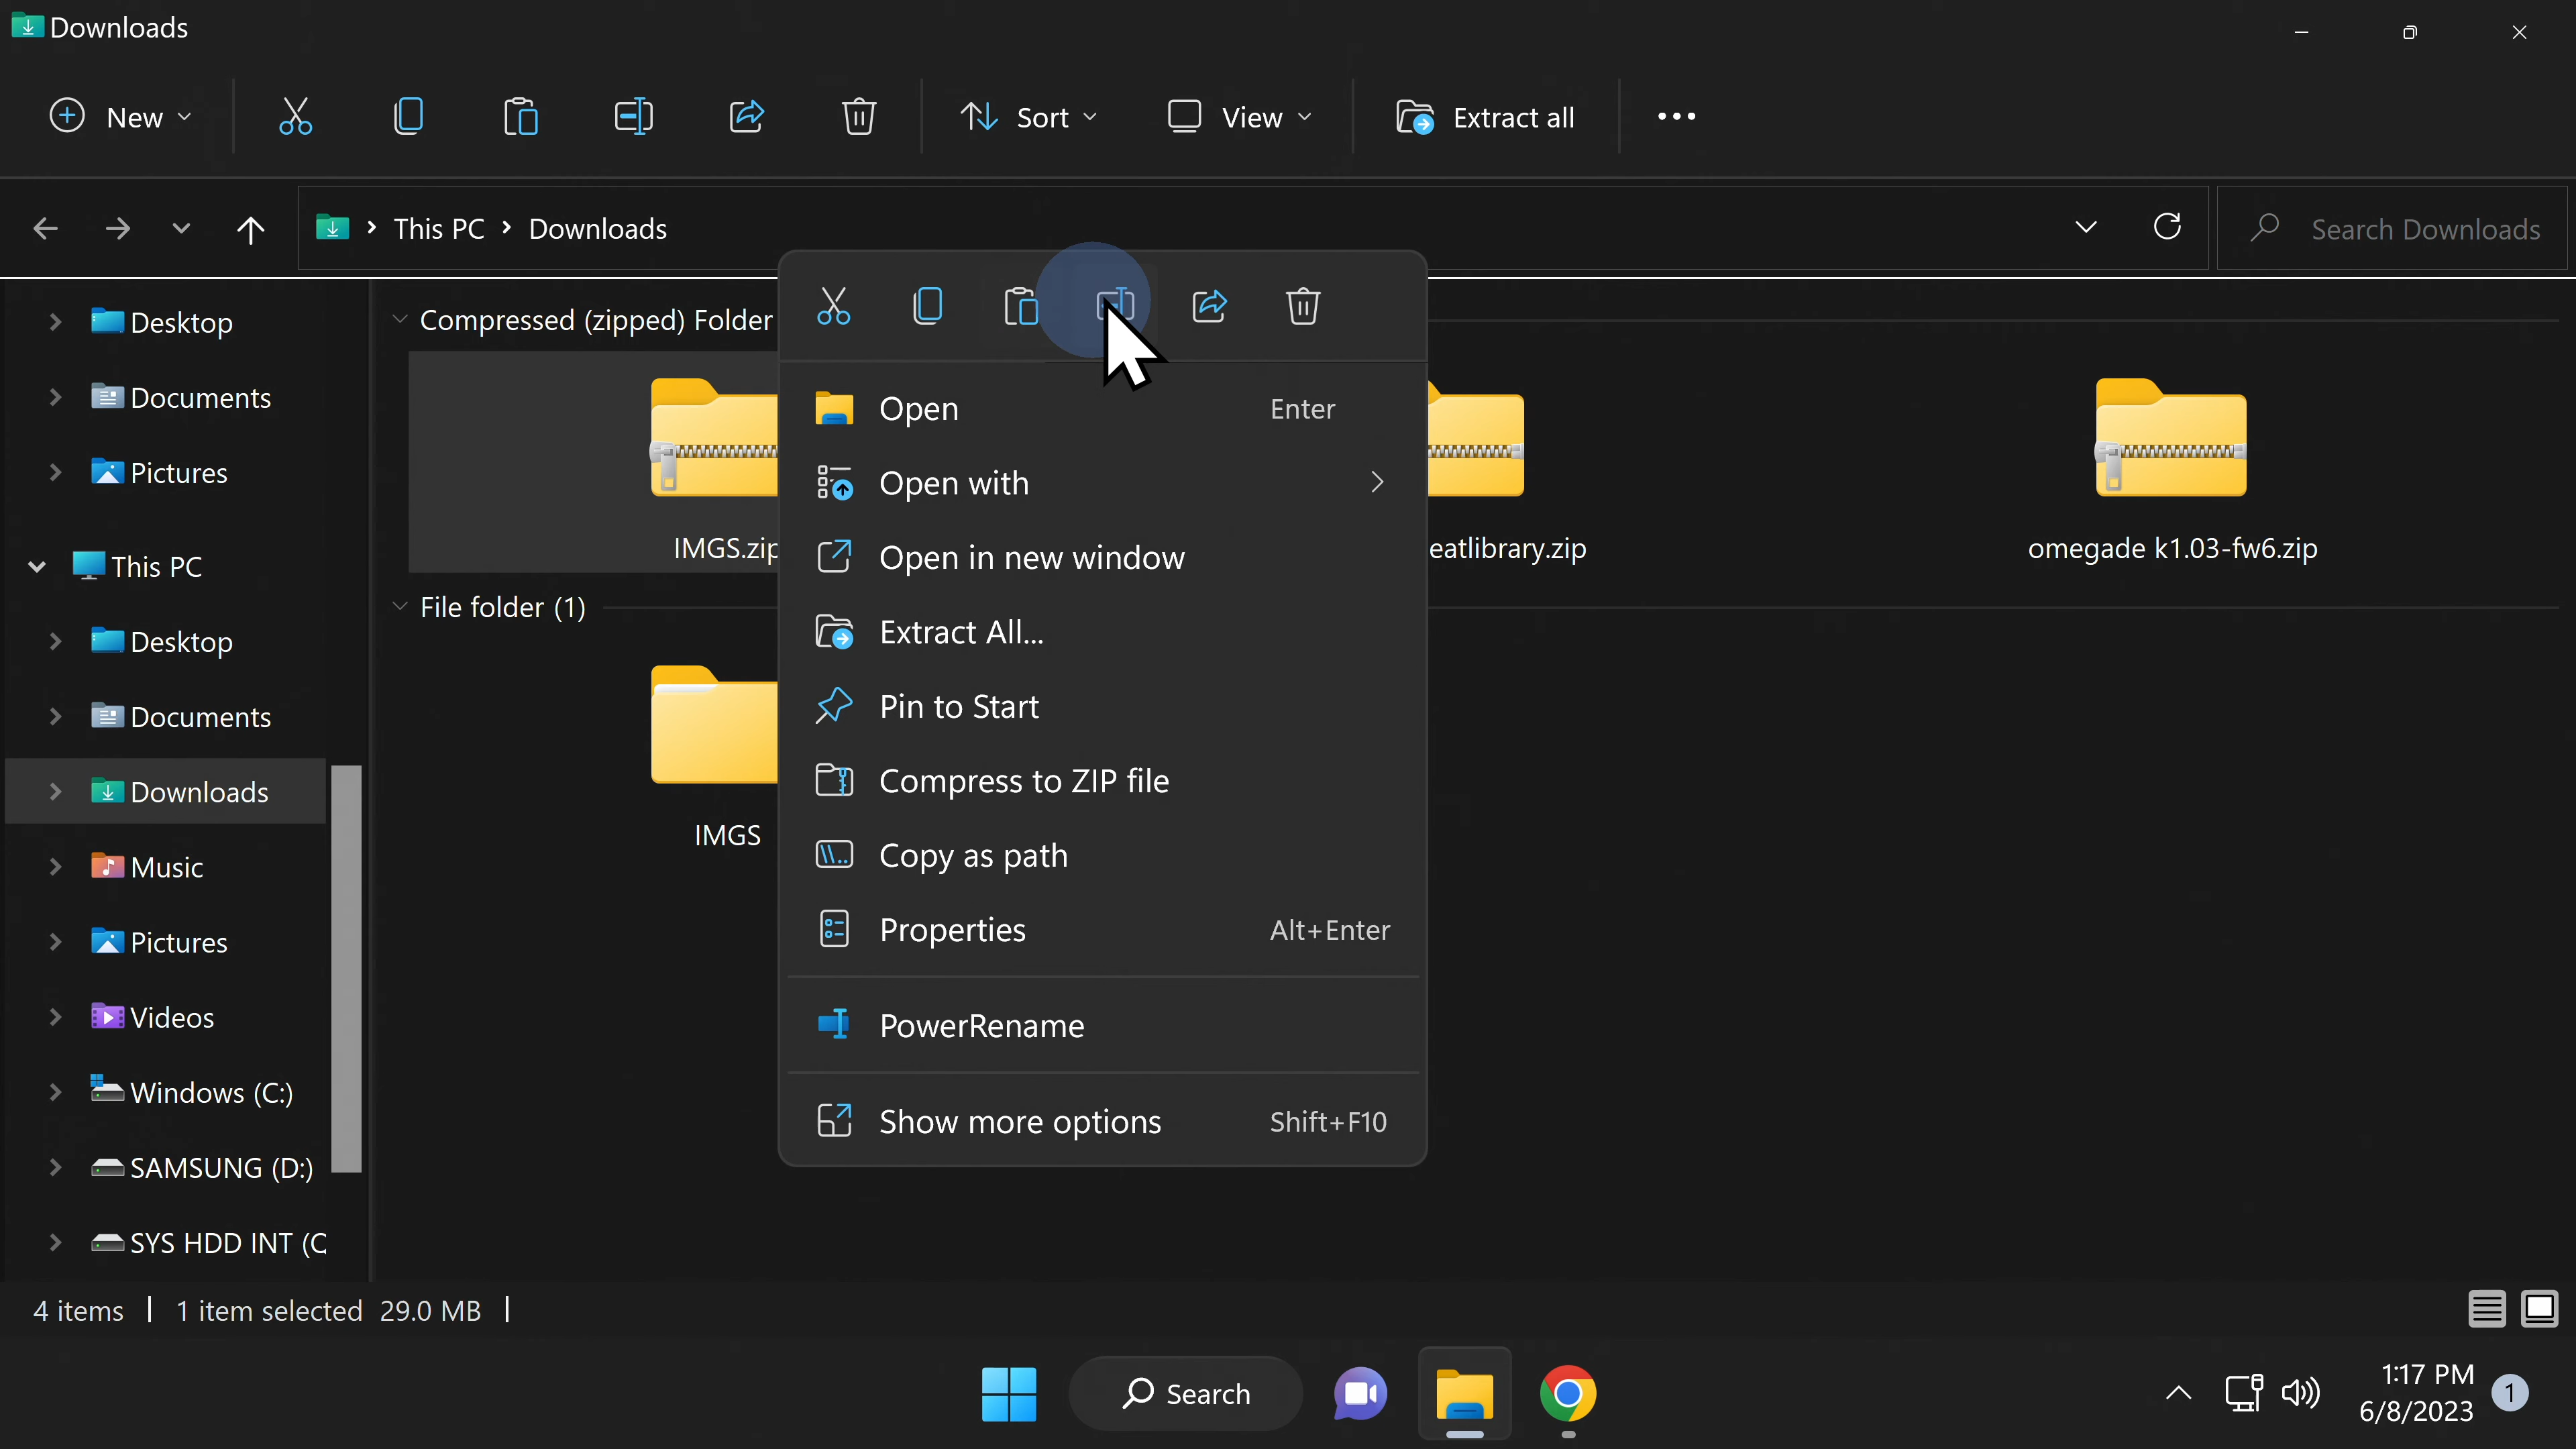 Downloads
New
Sort
View
Extract all
This PC
Downloads
Search Downloads
Desktop
Documents
Pictures
This PC
Desktop
Documents
Downloads
Music
Pictures
Videos
Windows (C:)
SAMSUNG (D:)
SYS HDD INT (
Compressed (zipped) Folder
IMGS.zip
eatlibrary.zip
omegade k1.03-fw6.zip
File folder (1)
IMGS
Open Enter
Open with
Open in new window
Extract All...
Pin to Start
Compress to ZIP file
Copy as path
Properties Alt+Enter
PowerRename
Show more options Shift+F10
4 items
1 item selected 29.0 MB
Search
1:17 PM
6/8/2023
1